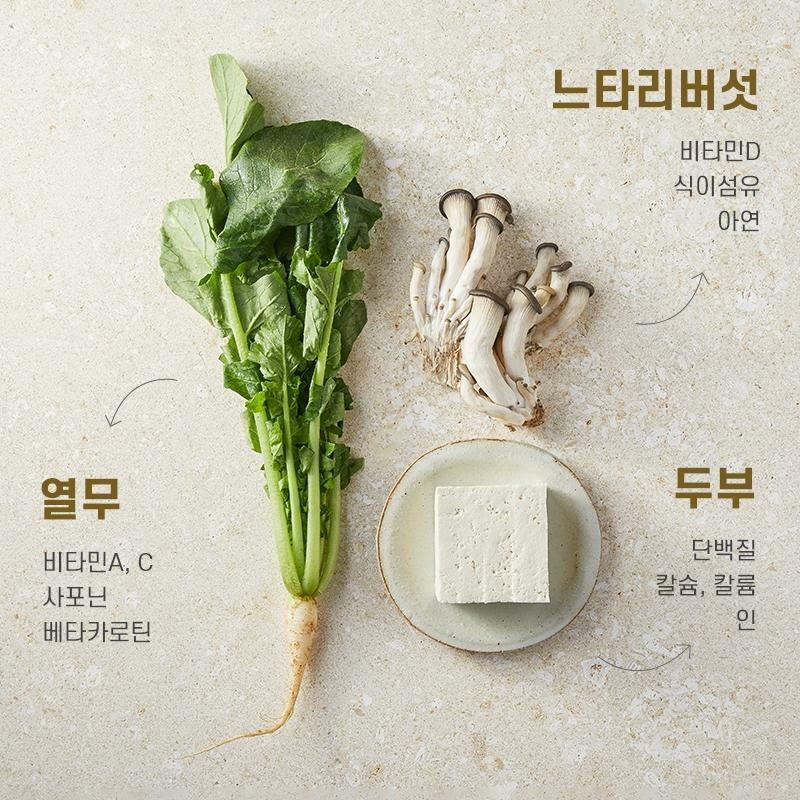 느타리버섯
비타민D
식이섬유
아연
열무
비타민A, C
사포닌
베타카로틴
두부
단백질
칼슘, 칼륨
인